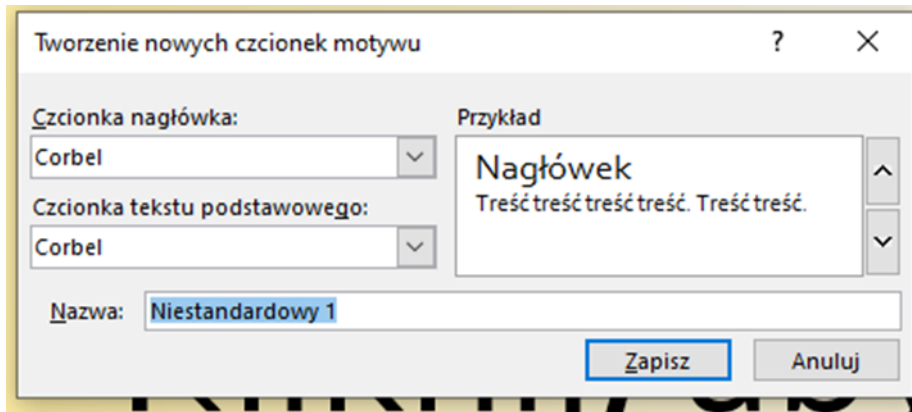 Tworzenie nowych czcionek motywu
Czcionka nagłówka:
Corbel
Czcionka tekstu podstawowego:
Corbel
Przykład
Nagłówek
Treść treść treść treść. Treść treść.
Nazwa: Niestandardowy 1
Zapisz Anuluj